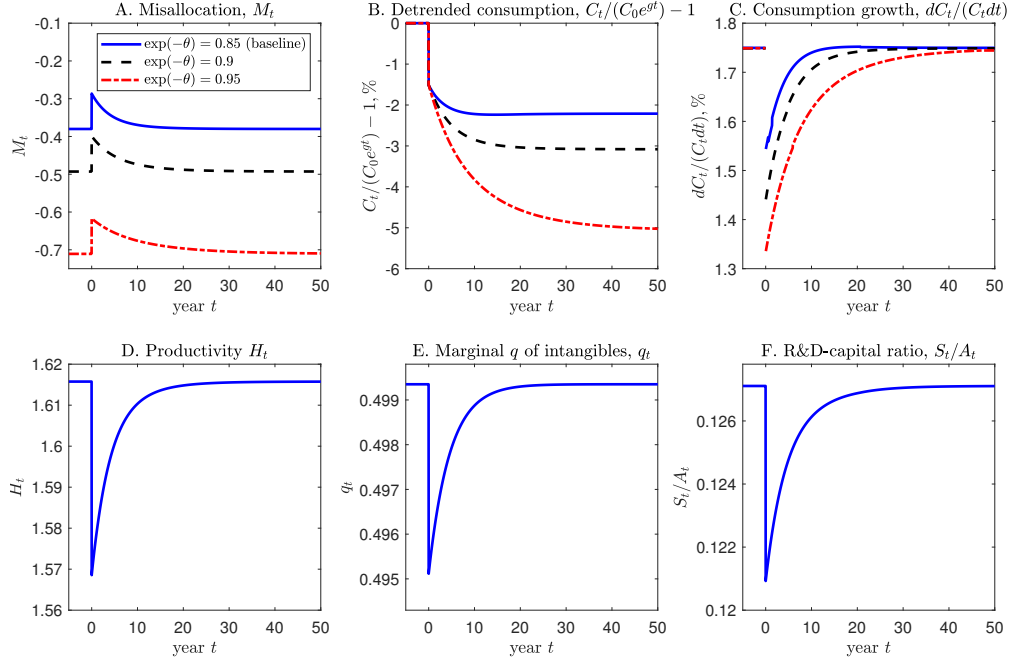 A. Misallocation, M_t
B. Detrended consumption, C_t/(C_0e^{gt}) − 1
C. Consumption growth, dC_t/(C_tdt)
-0.1
-0.2
-0.3
-0.4
-0.5
-0.6
-0.7
M_t
exp(−θ) = 0.85 (baseline)
exp(−θ) = 0.9
exp(−θ) = 0.95
0 10 20 30 40 50
year t
0
-1
-2
-3
-4
-5
-6
C_t/(C_0e^{gt}) − 1, %
0 10 20 30 40 50
year t
1.8
1.7
1.6
1.5
1.4
1.3
1.2
dC_t/(C_tdt), %
0 10 20 30 40 50
year t
D. Productivity H_t
E. Marginal q of intangibles, q_t
F. R&D-capital ratio, S_t/A_t
1.62
1.61
1.6
1.59
1.58
1.57
1.56
H_t
0 10 20 30 40 50
year t
0.499
0.498
0.497
0.496
0.495
q_t
0 10 20 30 40 50
year t
0.126
0.124
0.122
0.12
S_t/A_t
0 10 20 30 40 50
year t